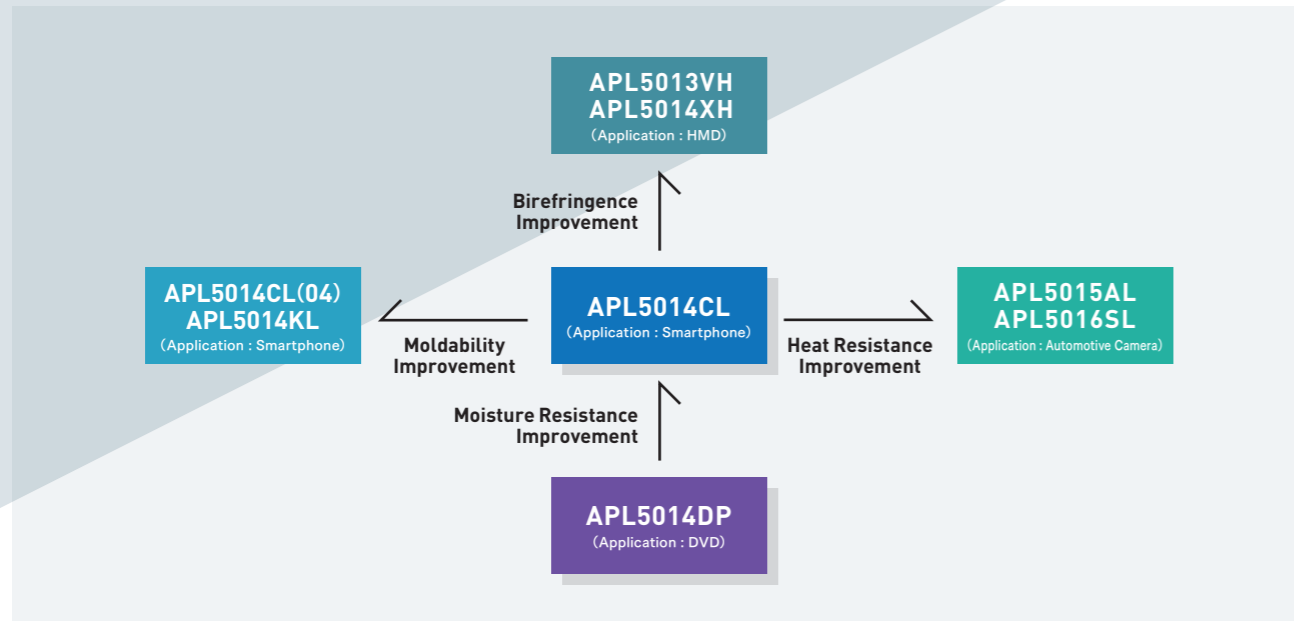 APL5013VH
APL5014XH
(Application : HMD)
Birefringence
Improvement
APL5014CL(04)
APL5014KL
(Application : Smartphone)
Moldability
Improvement
APL5014CL
(Application : Smartphone)
Heat Resistance
Improvement
APL5015AL
APL5016SL
(Application : Automotive Camera)
Moisture Resistance
Improvement
APL5014DP
(Application : DVD)